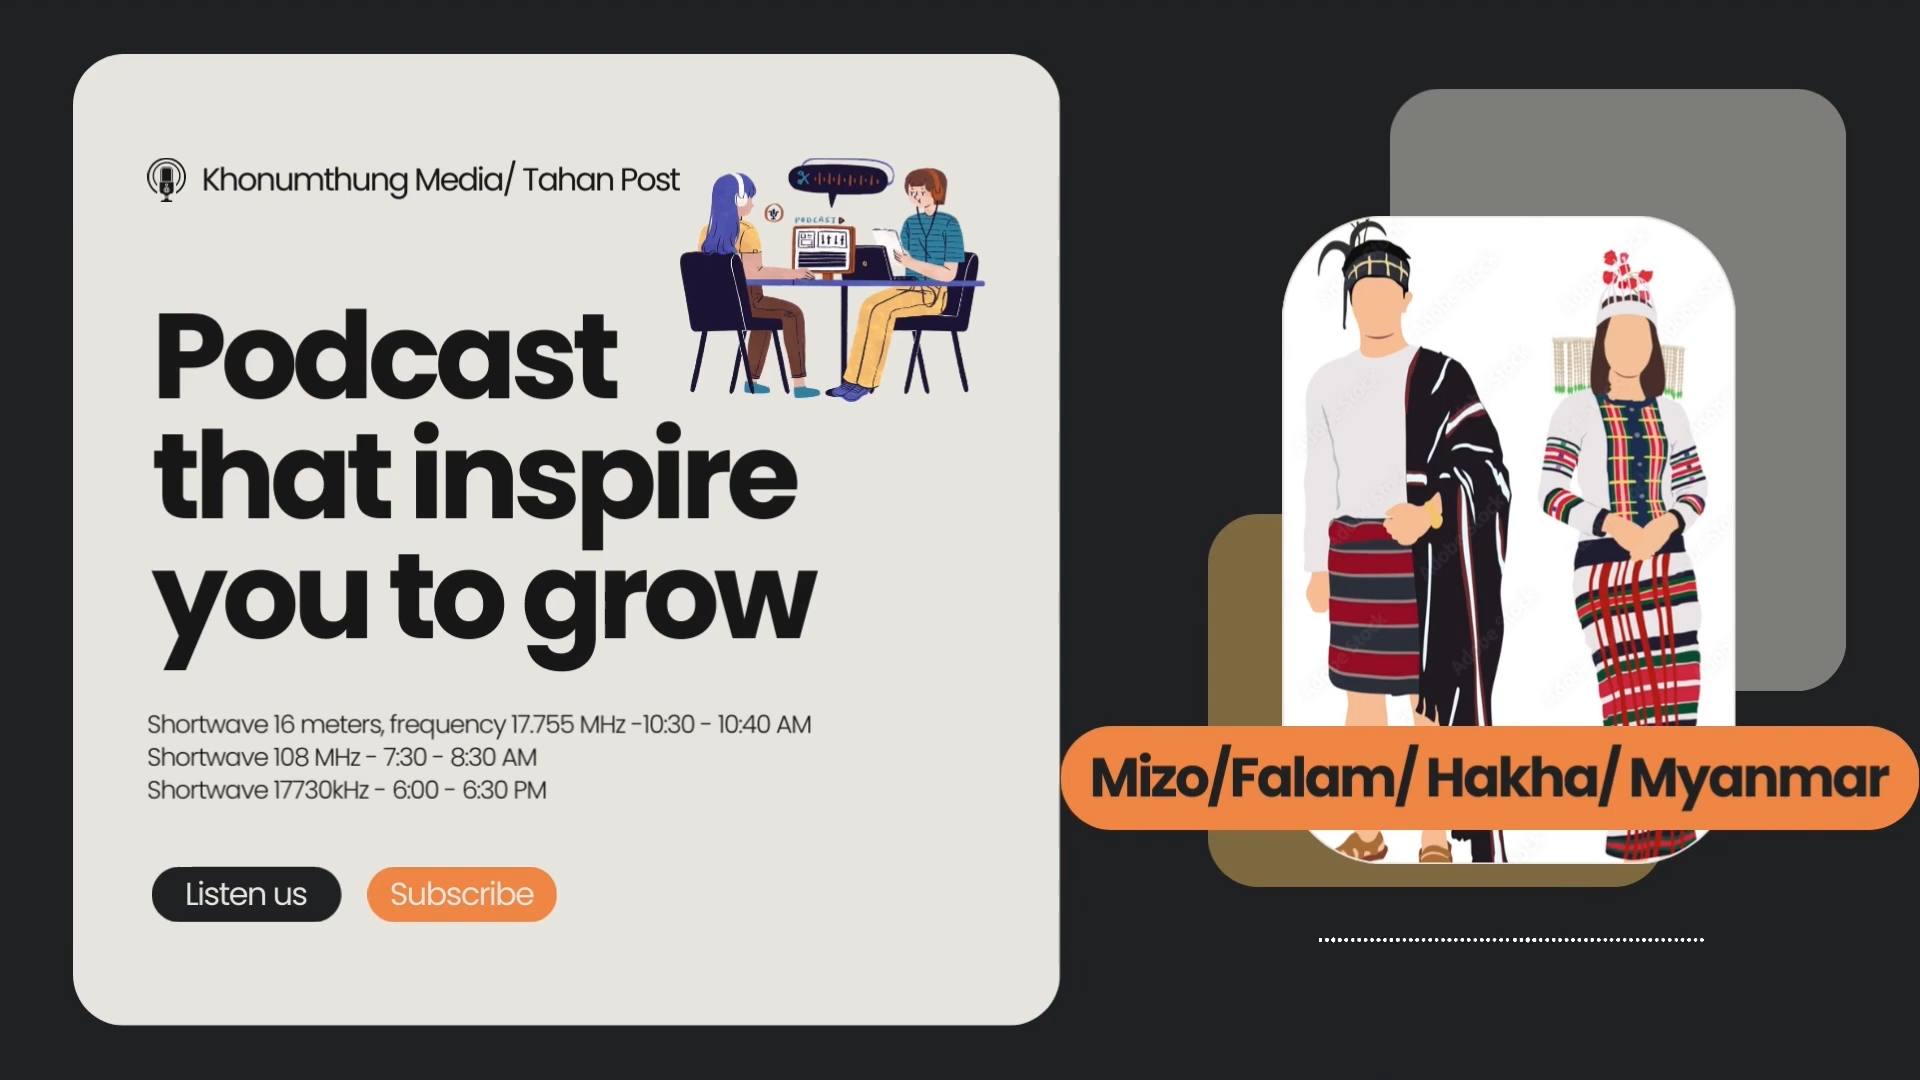 Khonumthung Media/ Tahan Post
PODCAST
Podcast
that inspire
you to grow
Shortwave 16 meters, frequency 17.755 MHz -10:30 - 10:40 AM
Shortwave 108 MHz - 7:30 - 8:30 AM
Shortwave 17730kHz - 6:00 - 6:30 PM
Listen us
Subscribe
Mizo/Falam/ Hakha/ Myanmar
Adobe Stock